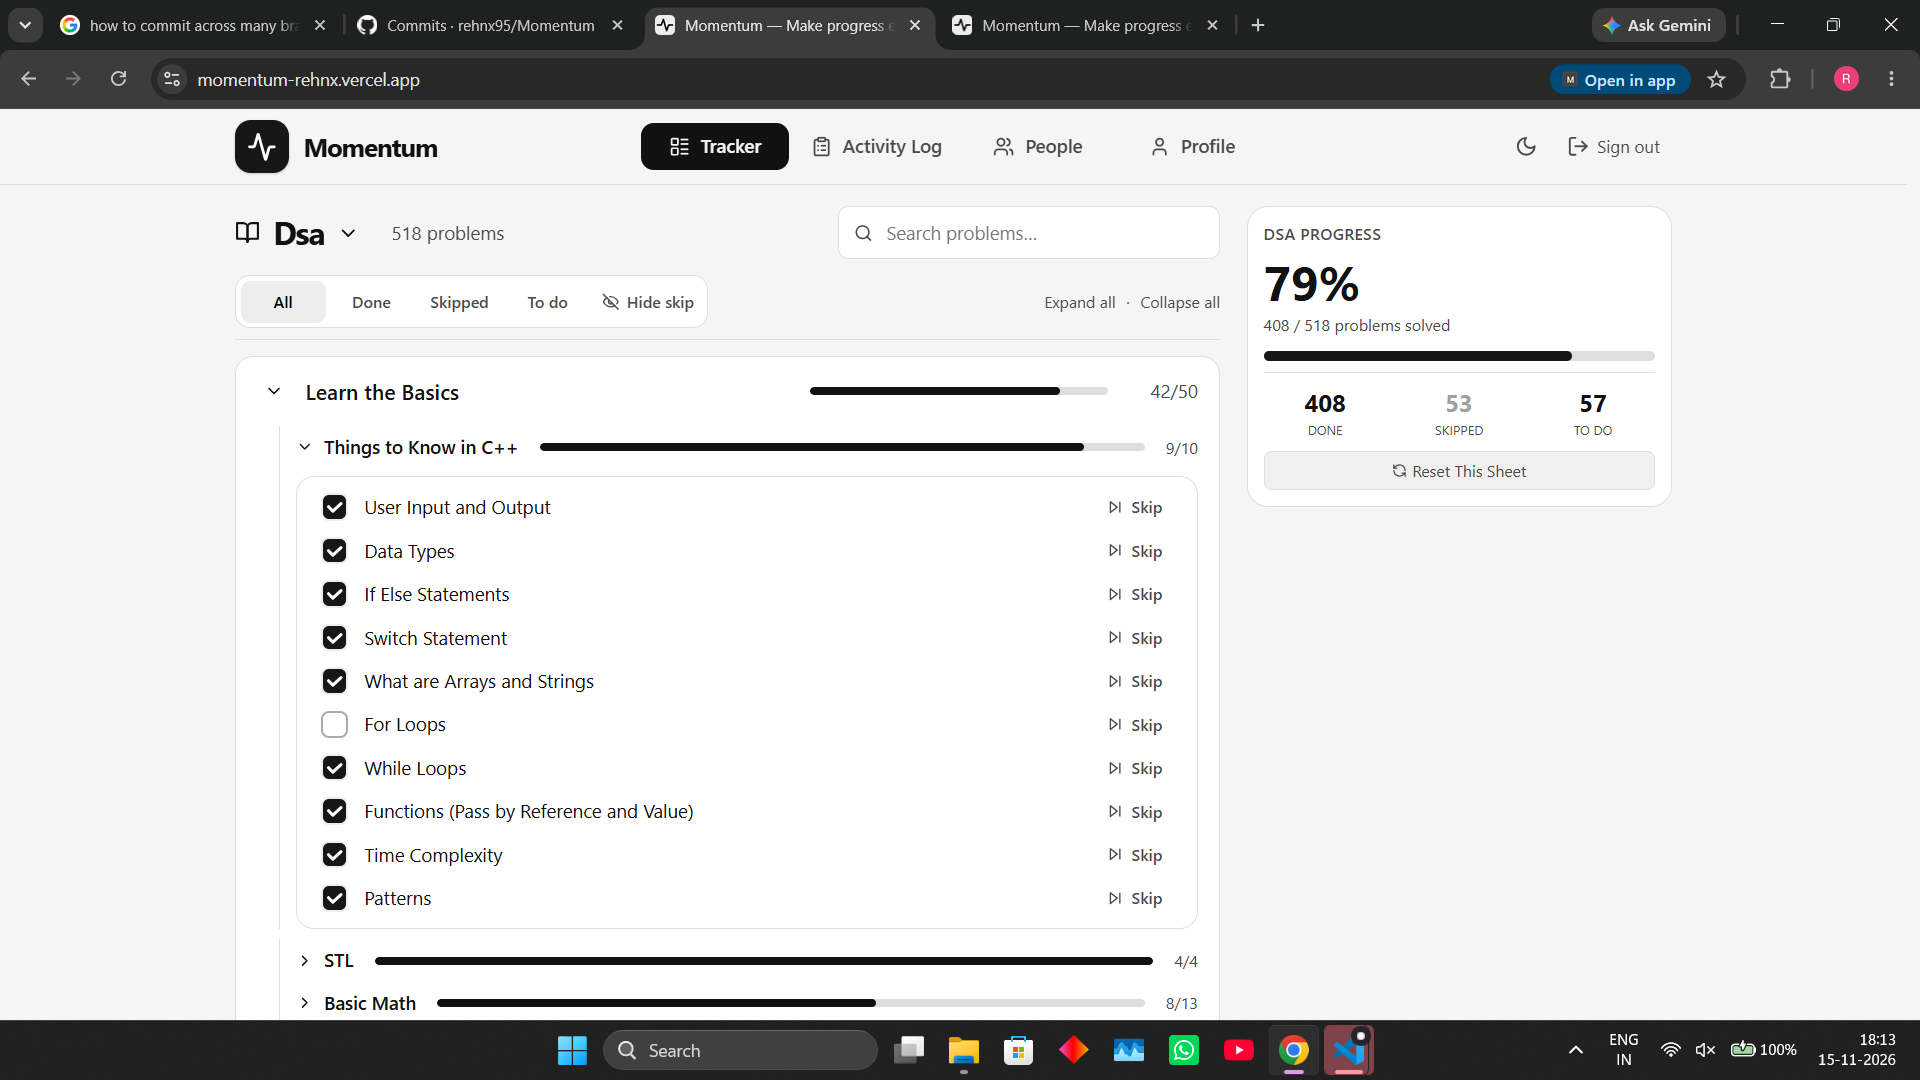 how to commit across many bra
Commits · rehnx95/Momentum
Momentum — Make progress e
Momentum — Make progress e
Ask Gemini
momentum-rehnx.vercel.app
M Open in app
R
Momentum
Tracker
Activity Log
People
Profile
Sign out
Dsa
518 problems
Search problems...
All
Done
Skipped
To do
Hide skip
Expand all · Collapse all
Learn the Basics
42/50
Things to Know in C++
9/10
User Input and Output
Skip
Data Types
Skip
If Else Statements
Skip
Switch Statement
Skip
What are Arrays and Strings
Skip
For Loops
Skip
While Loops
Skip
Functions (Pass by Reference and Value)
Skip
Time Complexity
Skip
Patterns
Skip
STL
4/4
Basic Math
8/13
DSA PROGRESS
79%
408 / 518 problems solved
408
DONE
53
SKIPPED
57
TO DO
Reset This Sheet
Search
ENG
IN
100%
18:13
15-11-2026